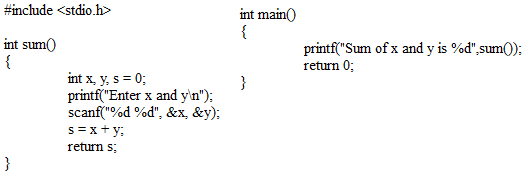 #include <stdio.h>
int sum()
{
int x, y, s = 0;
printf("Enter x and y\n");
scanf("%d %d", &x, &y);
s = x + y;
return s;
}
int main()
{
printf("Sum of x and y is %d",sum());
return 0;
}